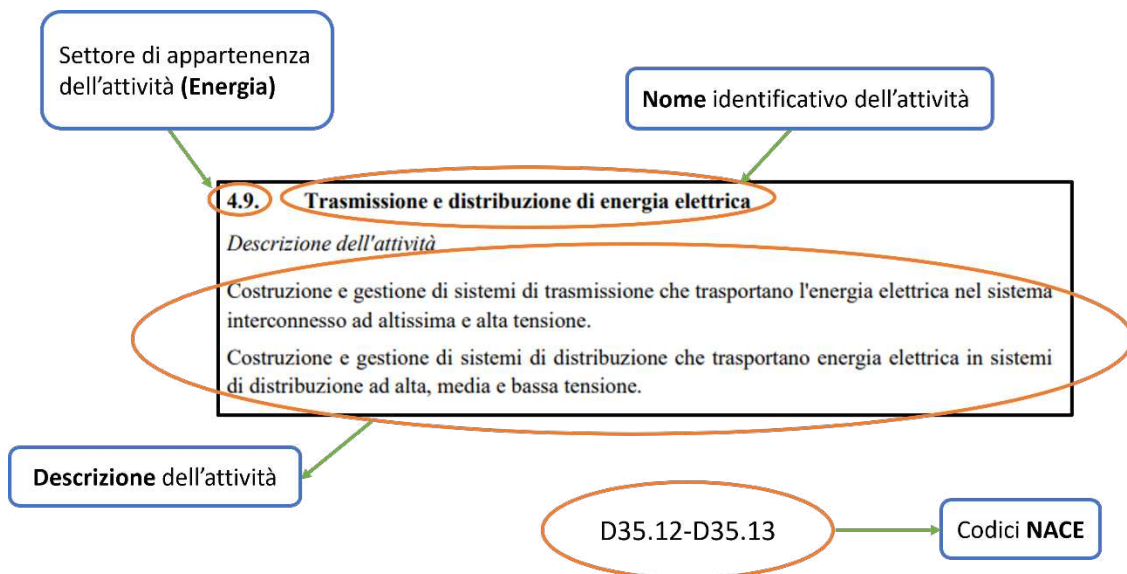 Settore di appartenenza
dell'attività (Energia)
Nome identificativo dell'attività
4.9. Trasmissione e distribuzione di energia elettrica
Descrizione dell'attività
Costruzione e gestione di sistemi di trasmissione che trasportano l'energia elettrica nel sistema
interconnesso ad altissima e alta tensione.
Costruzione e gestione di sistemi di distribuzione che trasportano energia elettrica in sistemi
di distribuzione ad alta, media e bassa tensione.
Descrizione dell'attività
D35.12-D35.13
Codici NACE